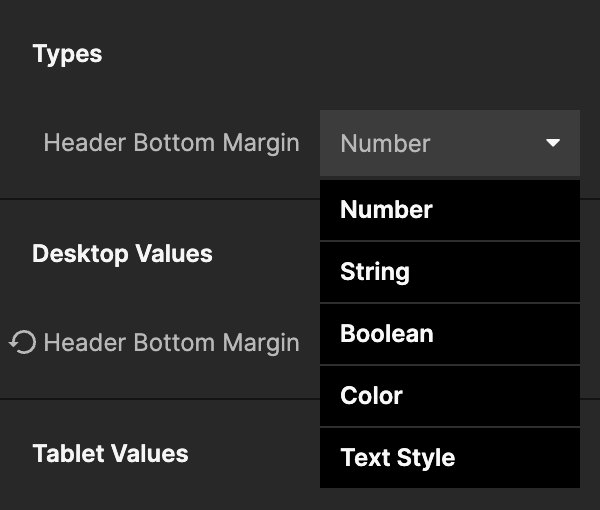 Types
Header Bottom Margin Number
Number
Desktop Values
String
Boolean
Header Bottom Margin
Color
Tablet Values
Text Style